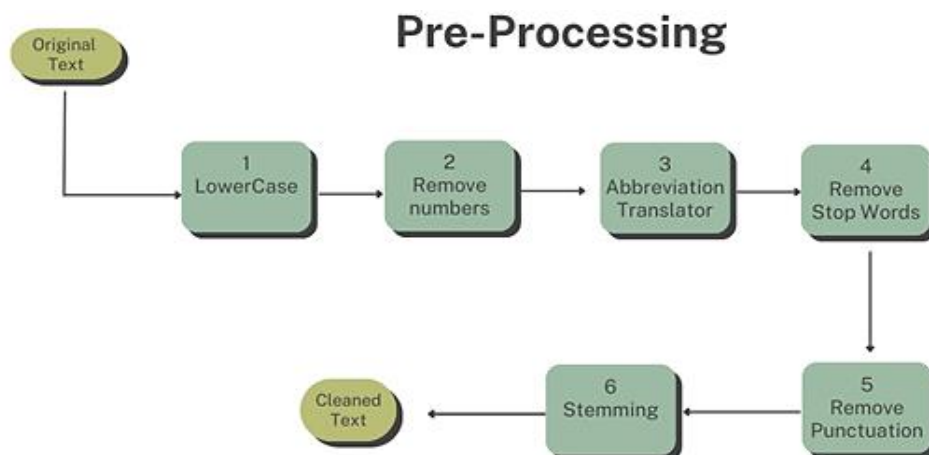 Pre-Processing
Original
Text
1
LowerCase
2
Remove
numbers
3
Abbreviation
Translator
4
Remove
Stop Words
5
Remove
Punctuation
6
Stemming
Cleaned
Text